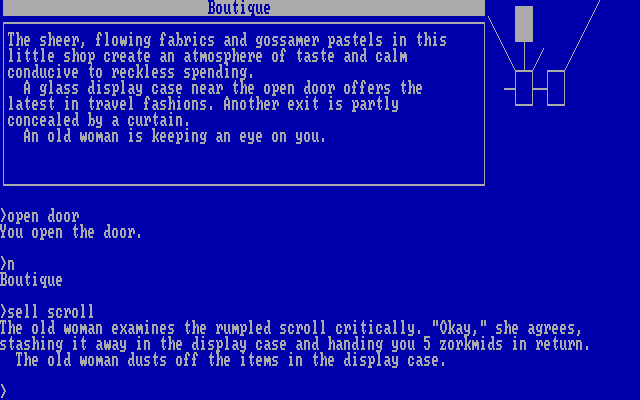 Boutique
The sheer, flowing fabrics and gossamer pastels in this
little shop create an atmosphere of taste and calm
conducive to reckless spending.
A glass display case near the open door offers the
latest in travel fashions. Another exit is partly
concealed by a curtain.
An old woman is keeping an eye on you.
>open door
You open the door.
>n
Boutique
>sell scroll
The old woman examines the rumpled scroll critically. "Okay," she agrees,
stashing it away in the display case and handing you 5 zorkmids in return.
The old woman dusts off the items in the display case.
>